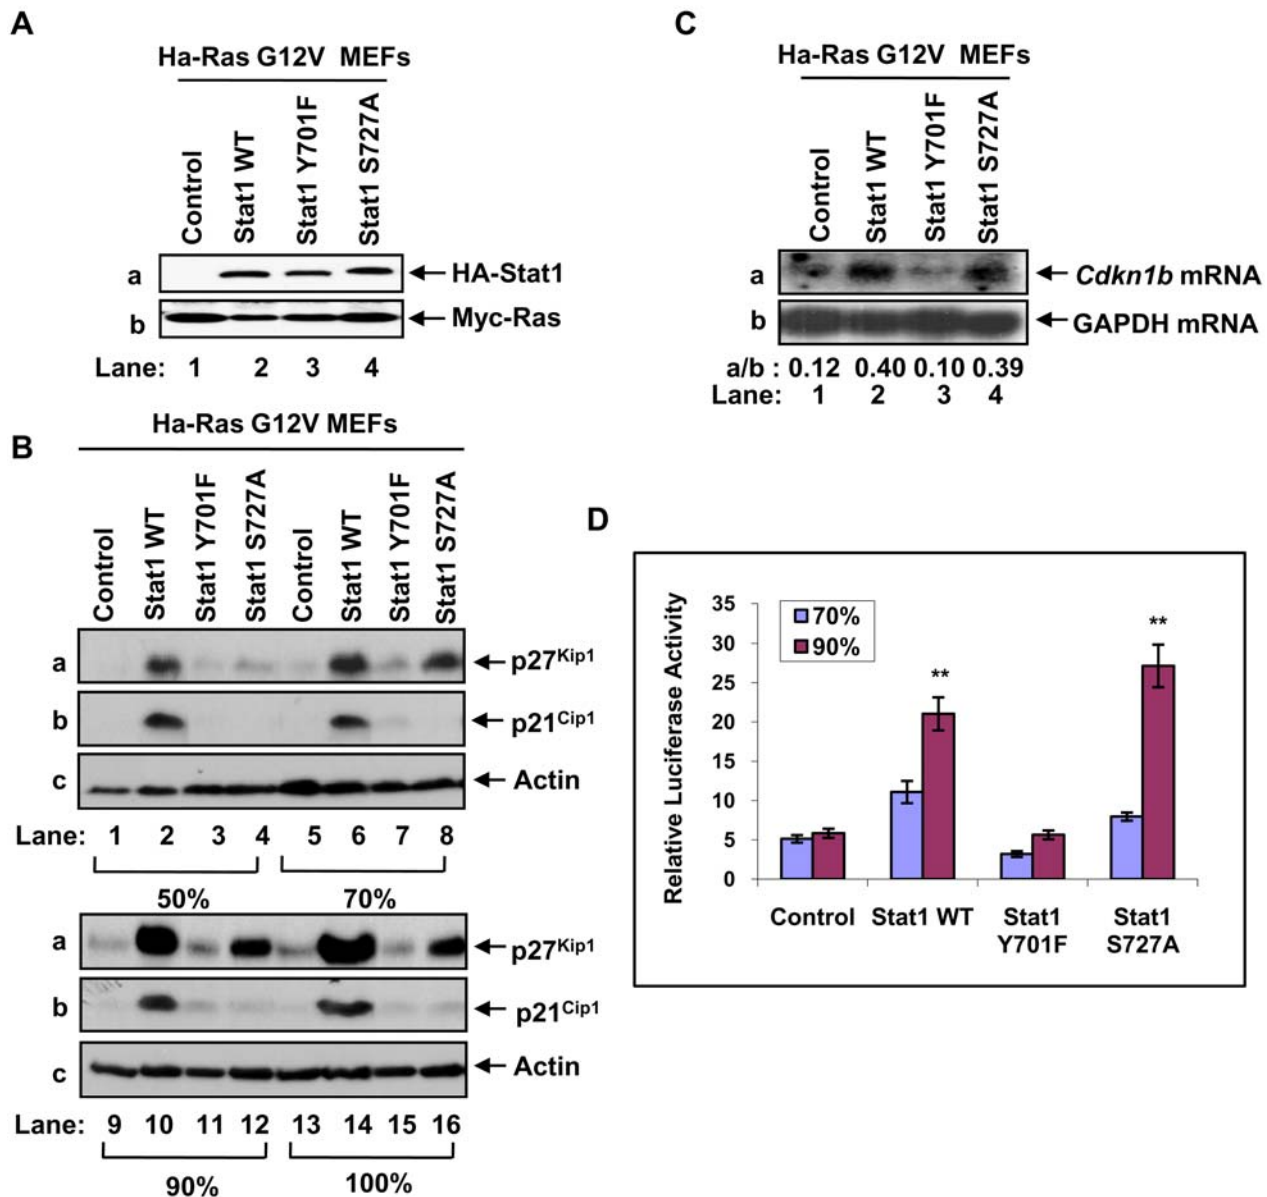 A
Ha-Ras G12V MEFs
Control
Stat1 WT
Stat1 Y701F
Stat1 S727A
a
HA-Stat1
b
Myc-Ras
Lane: 1 2 3 4
B
Ha-Ras G12V MEFs
Control
Stat1 WT
Stat1 Y701F
Stat1 S727A
Control
Stat1 WT
Stat1 Y701F
Stat1 S727A
a
p27Kip1
b
p21Cip1
c
Actin
Lane: 1 2 3 4 5 6 7 8
50% 70%
a
p27Kip1
b
p21Cip1
c
Actin
Lane: 9 10 11 12 13 14 15 16
90% 100%
C
Ha-Ras G12V MEFs
Control
Stat1 WT
Stat1 Y701F
Stat1 S727A
a
Cdkn1b mRNA
b
GAPDH mRNA
a/b : 0.12 0.40 0.10 0.39
Lane: 1 2 3 4
D
Relative Luciferase Activity
35
30
25
20
15
10
5
0
70%
90%
**
**
Control
Stat1 WT
Stat1
Y701F
Stat1
S727A